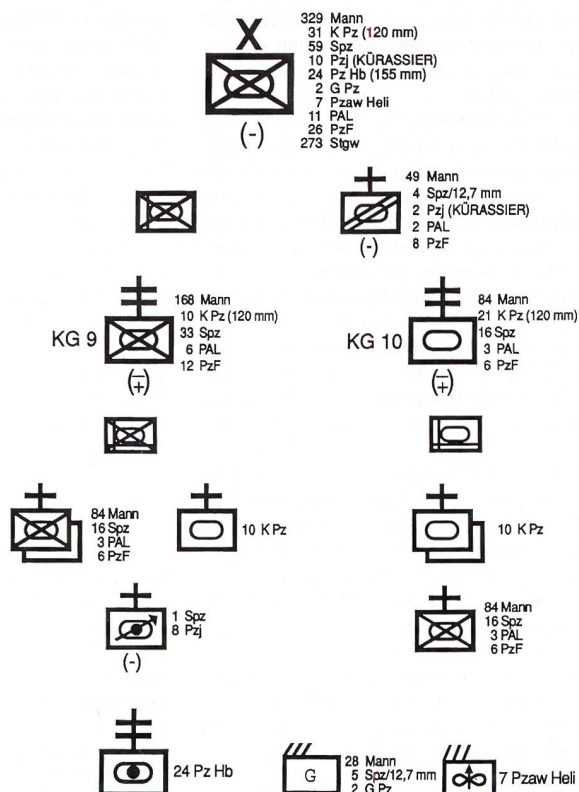 329 Mann
31 K Pz (120 mm)
59 Spz
10 Pzj (KÜRASSIER)
24 Pz Hb (155 mm)
2 G Pz
7 Pzaw Heli
11 PAL
26 PzF
273 Stgw
(-)
49 Mann
4 Spz/12,7 mm
2 Pzj (KÜRASSIER)
2 PAL
8 PzF
(-)
KG 9
168 Mann
10 K Pz (120 mm)
33 Spz
6 PAL
12 PzF
(∓)
KG 10
84 Mann
21 K Pz (120 mm)
16 Spz
3 PAL
6 PzF
(∓)
84 Mann
16 Spz
3 PAL
6 PzF
10 K Pz
10 K Pz
1 Spz
8 Pzj
(-)
84 Mann
16 Spz
3 PAL
6 PzF
24 Pz Hb
G
28 Mann
5 Spz/12,7 mm
2 G Pz
7 Pzaw Heli